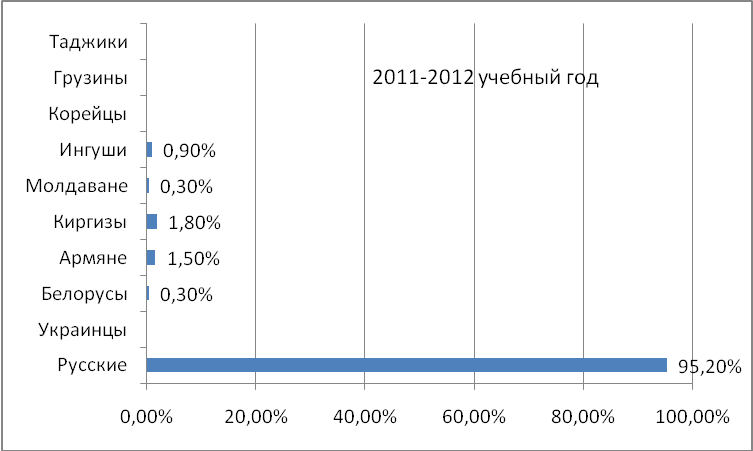 Таджики
Грузины
2011-2012 учебный год
Корейцы
Ингуши 0,90%
Молдаване 0,30%
Киргизы 1,80%
Армяне 1,50%
Белорусы 0,30%
Украинцы
Русские 95,20%
0,00% 20,00% 40,00% 60,00% 80,00% 100,00%